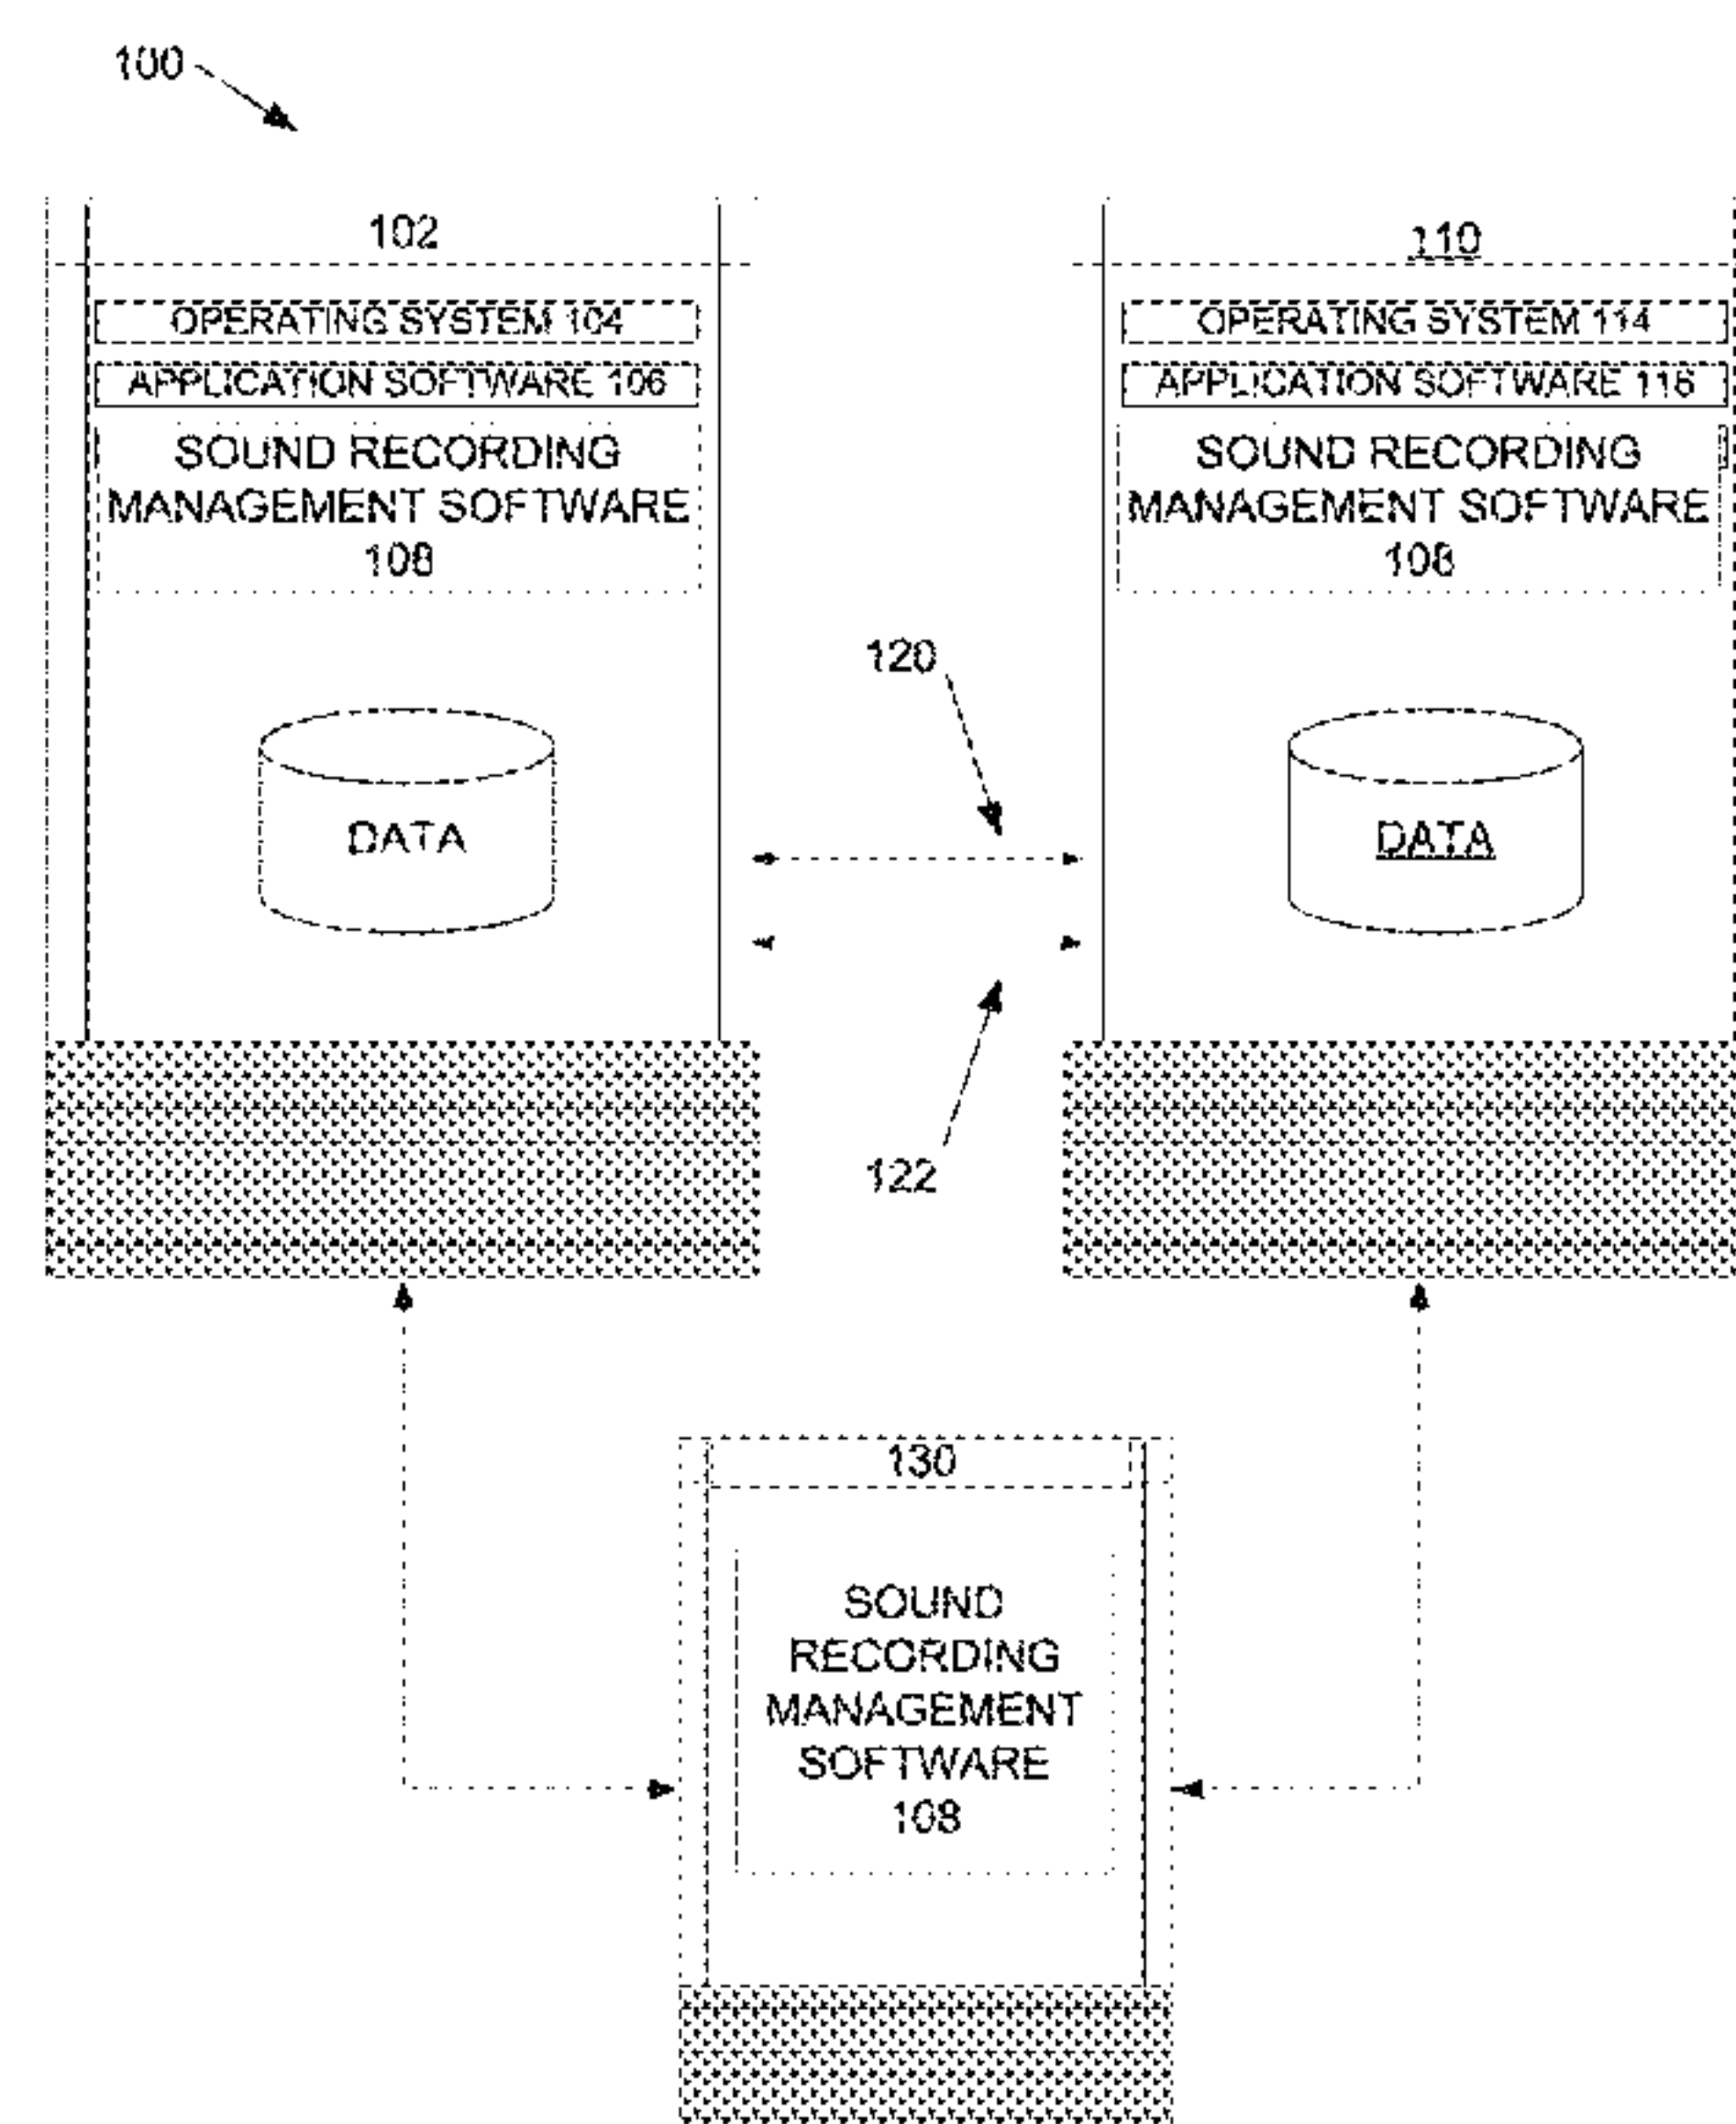 100
102
OPERATING SYSTEM 104
APPLICATION SOFTWARE 106
SOUND RECORDING
MANAGEMENT SOFTWARE
108
DATA
110
OPERATING SYSTEM 114
APPLICATION SOFTWARE 116
SOUND RECORDING
MANAGEMENT SOFTWARE
108
DATA
120
122
130
SOUND
RECORDING
MANAGEMENT
SOFTWARE
108